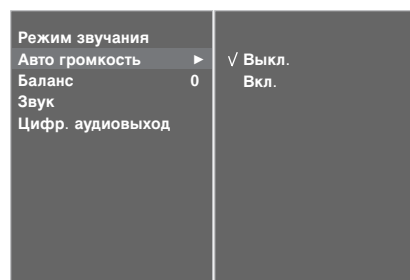 Режим звучания
Авто громкость ►
Баланс 0
Звук
Цифр. аудиовыход
√ Выкл.
Вкл.